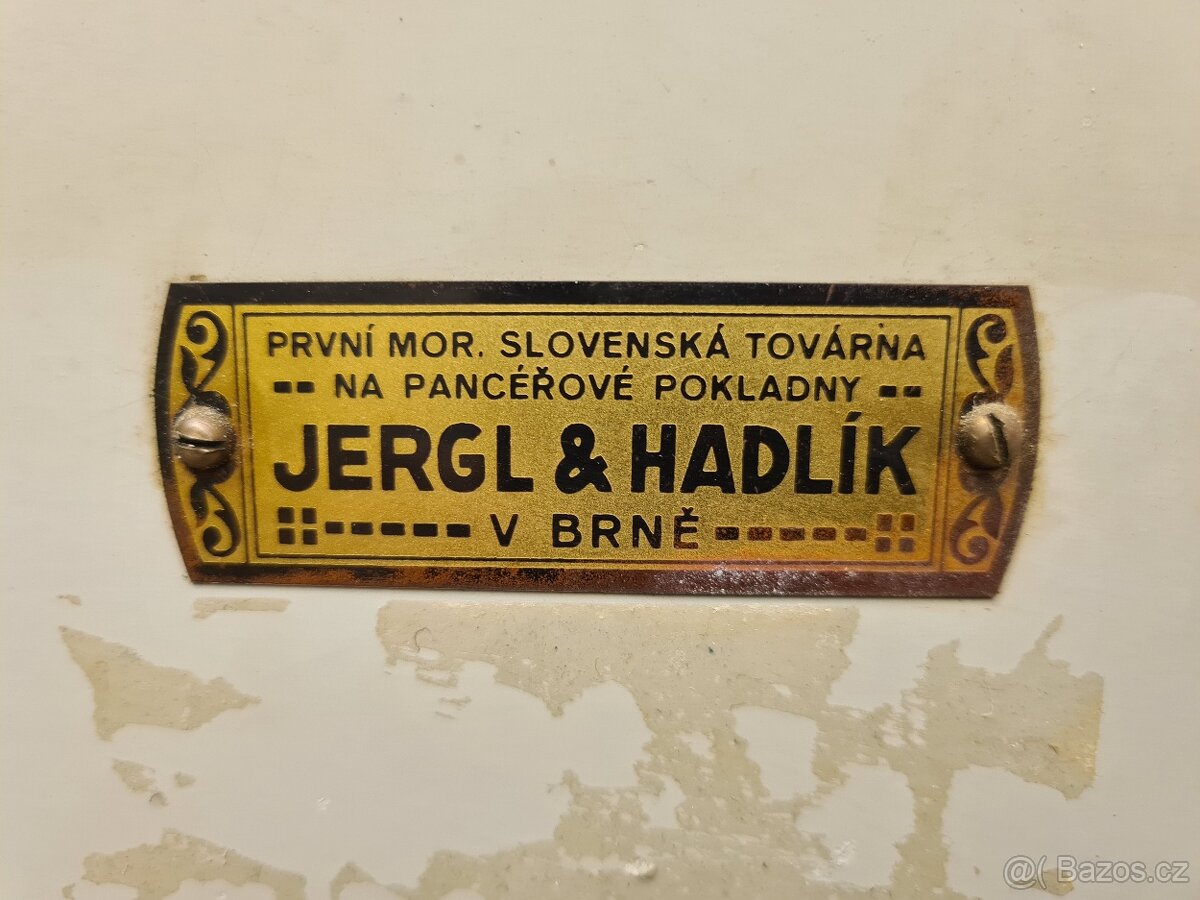 PRVNÍ MOR. SLOVENSKÁ TOVÁRNA
NA PANCÉŘOVÉ POKLADNY
JERGL & HADLÍK
V BRNĚ
Bazos.cz